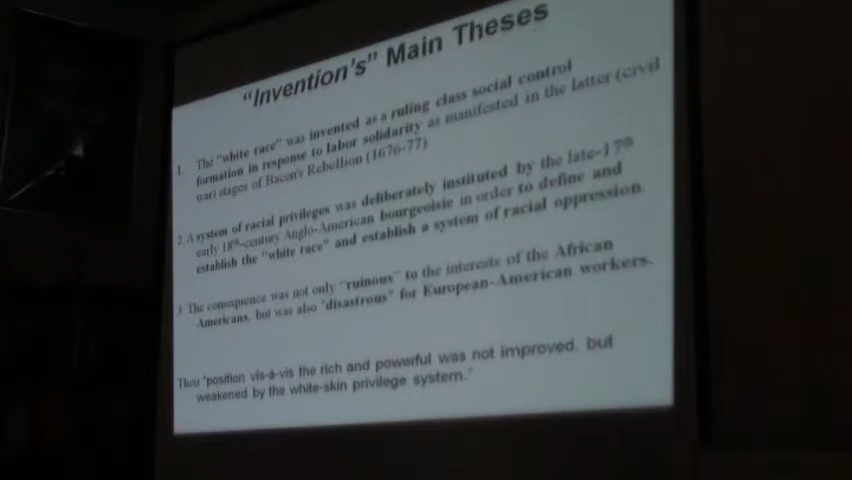 "Invention's" Main Theses
1. The "white race" was invented as a ruling class social control
formation in response to labor solidarity as manifested in the latter (civil
war) stages of Bacon's Rebellion (1676-77).
2. A system of racial privileges was deliberately instituted by the late-17th
early 18th-century Anglo-American bourgeoisie in order to define and
establish the "white race" and establish a system of racial oppression.
3. The consequence was not only "ruinous" to the interests of the African
Americans, but was also "disastrous" for European-American workers.
Their "position vis-à-vis the rich and powerful was not improved, but
weakened by the white-skin privilege system."